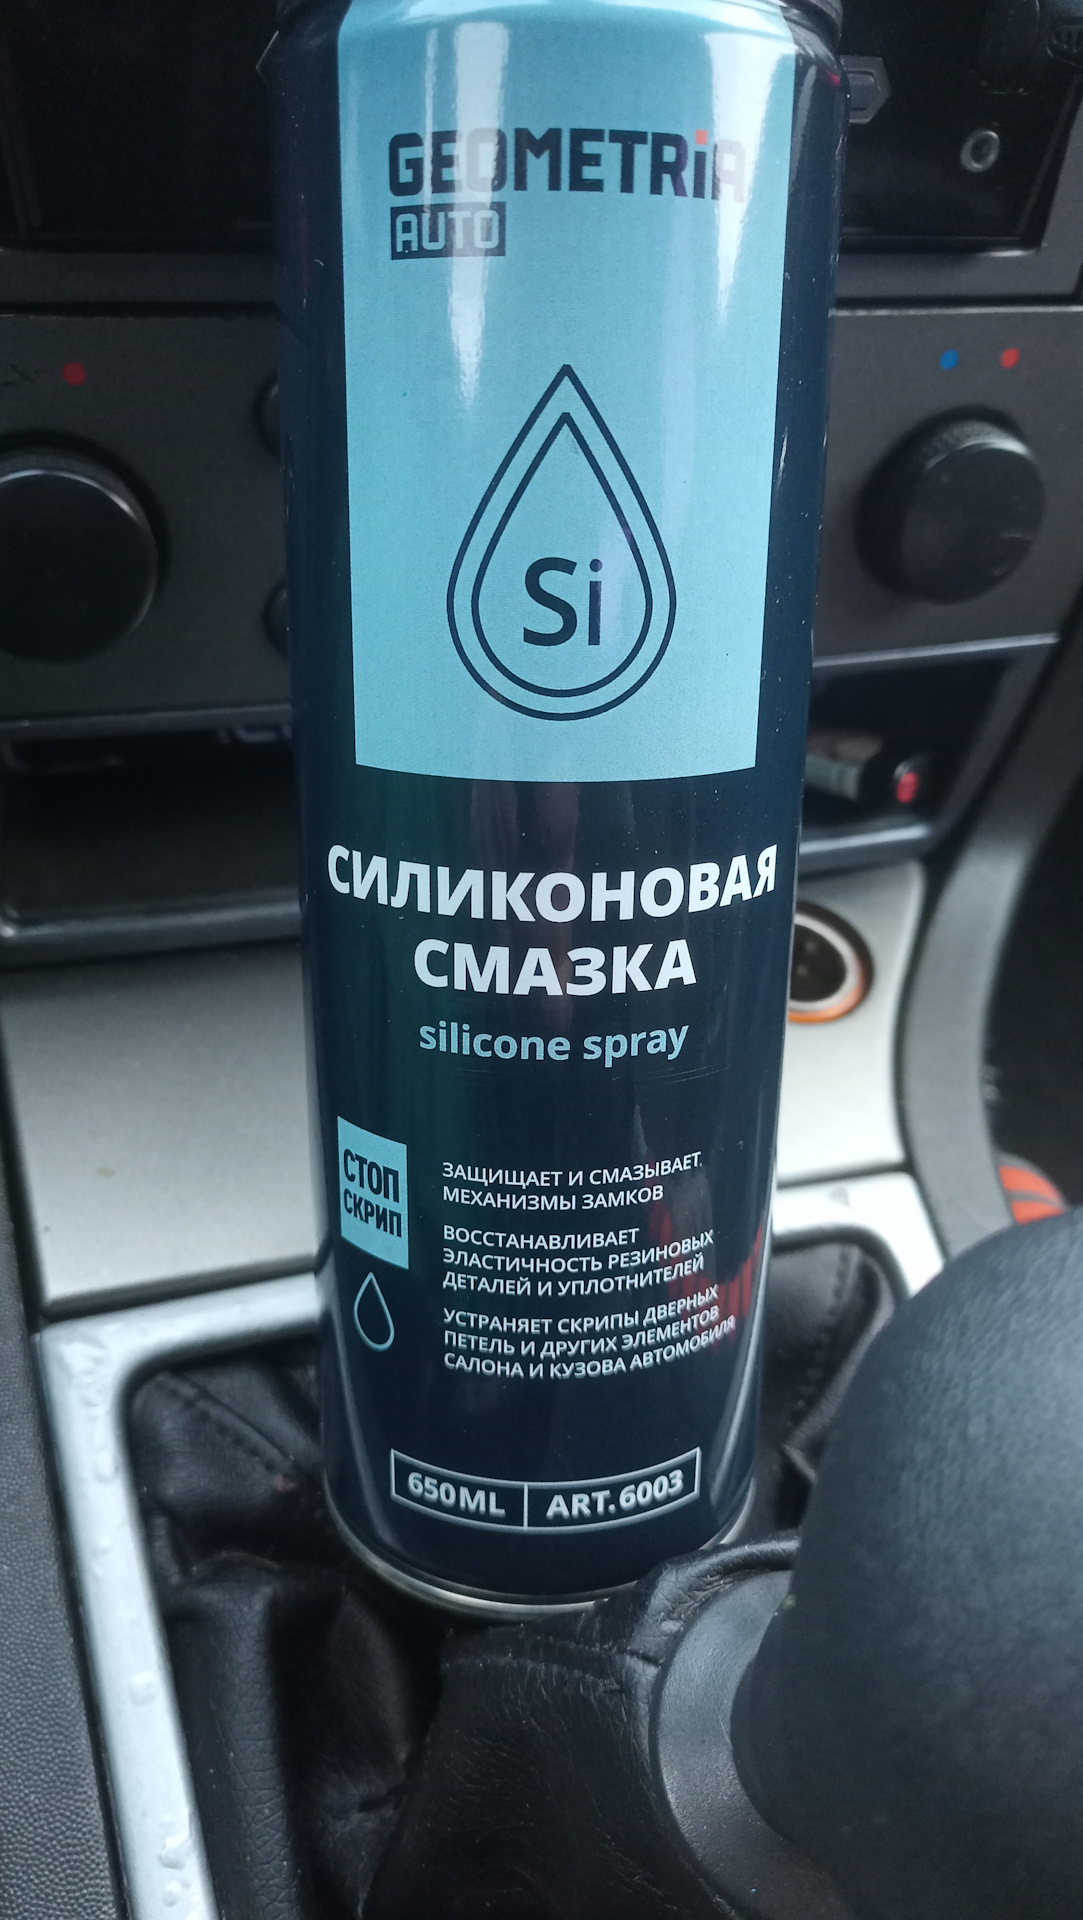 GEOMETRiA
AUTO
Si
СИЛИКОНОВАЯ
СМАЗКА
silicone spray
СТОП
СКРИП
ЗАЩИЩАЕТ И СМАЗЫВАЕТ
МЕХАНИЗМЫ ЗАМКОВ
ВОССТАНАВЛИВАЕТ
ЭЛАСТИЧНОСТЬ РЕЗИНОВЫХ
ДЕТАЛЕЙ И УПЛОТНИТЕЛЕЙ
УСТРАНЯЕТ СКРИПЫ ДВЕРНЫХ
ПЕТЕЛЬ И ДРУГИХ ЭЛЕМЕНТОВ
САЛОНА И КУЗОВА АВТОМОБИЛЯ
650ML | ART.6003